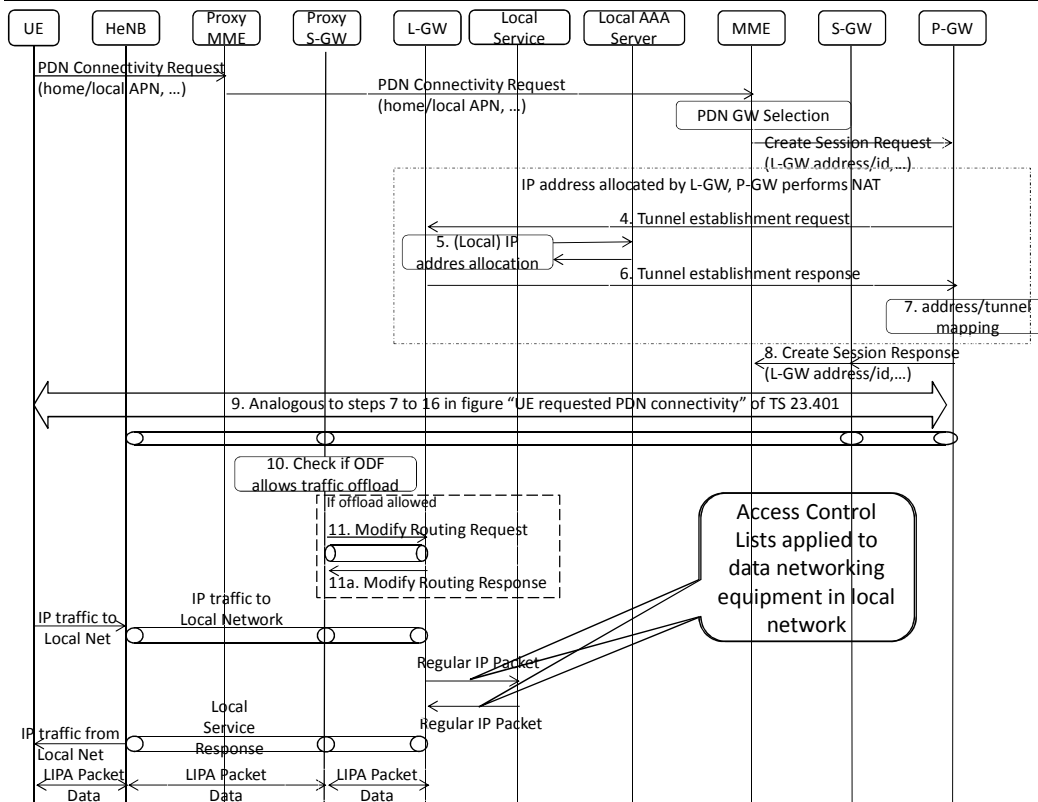 UE
HeNB
Proxy
MME
Proxy
S-GW
L-GW
Local
Service
Local AAA
Server
MME
S-GW
P-GW
PDN Connectivity Request
(home/local APN, …)
PDN Connectivity Request
(home/local APN, …)
PDN GW Selection
Create Session Request
(L-GW address/id,…)
IP address allocated by L-GW, P-GW performs NAT
4. Tunnel establishment request
5. (Local) IP
addres allocation
6. Tunnel establishment response
7. address/tunnel
mapping
8. Create Session Response
(L-GW address/id,…)
9. Analogous to steps 7 to 16 in figure “UE requested PDN connectivity” of TS 23.401
10. Check if ODF
allows traffic offload
If offload allowed
11. Modify Routing Request
11a. Modify Routing Response
Access Control
Lists applied to
data networking
equipment in local
network
IP traffic to
Local Net
IP traffic to
Local Network
Regular IP Packet
Regular IP Packet
Local
Service
Response
IP traffic from
Local Net
LIPA Packet
Data
LIPA Packet
Data
LIPA Packet
Data